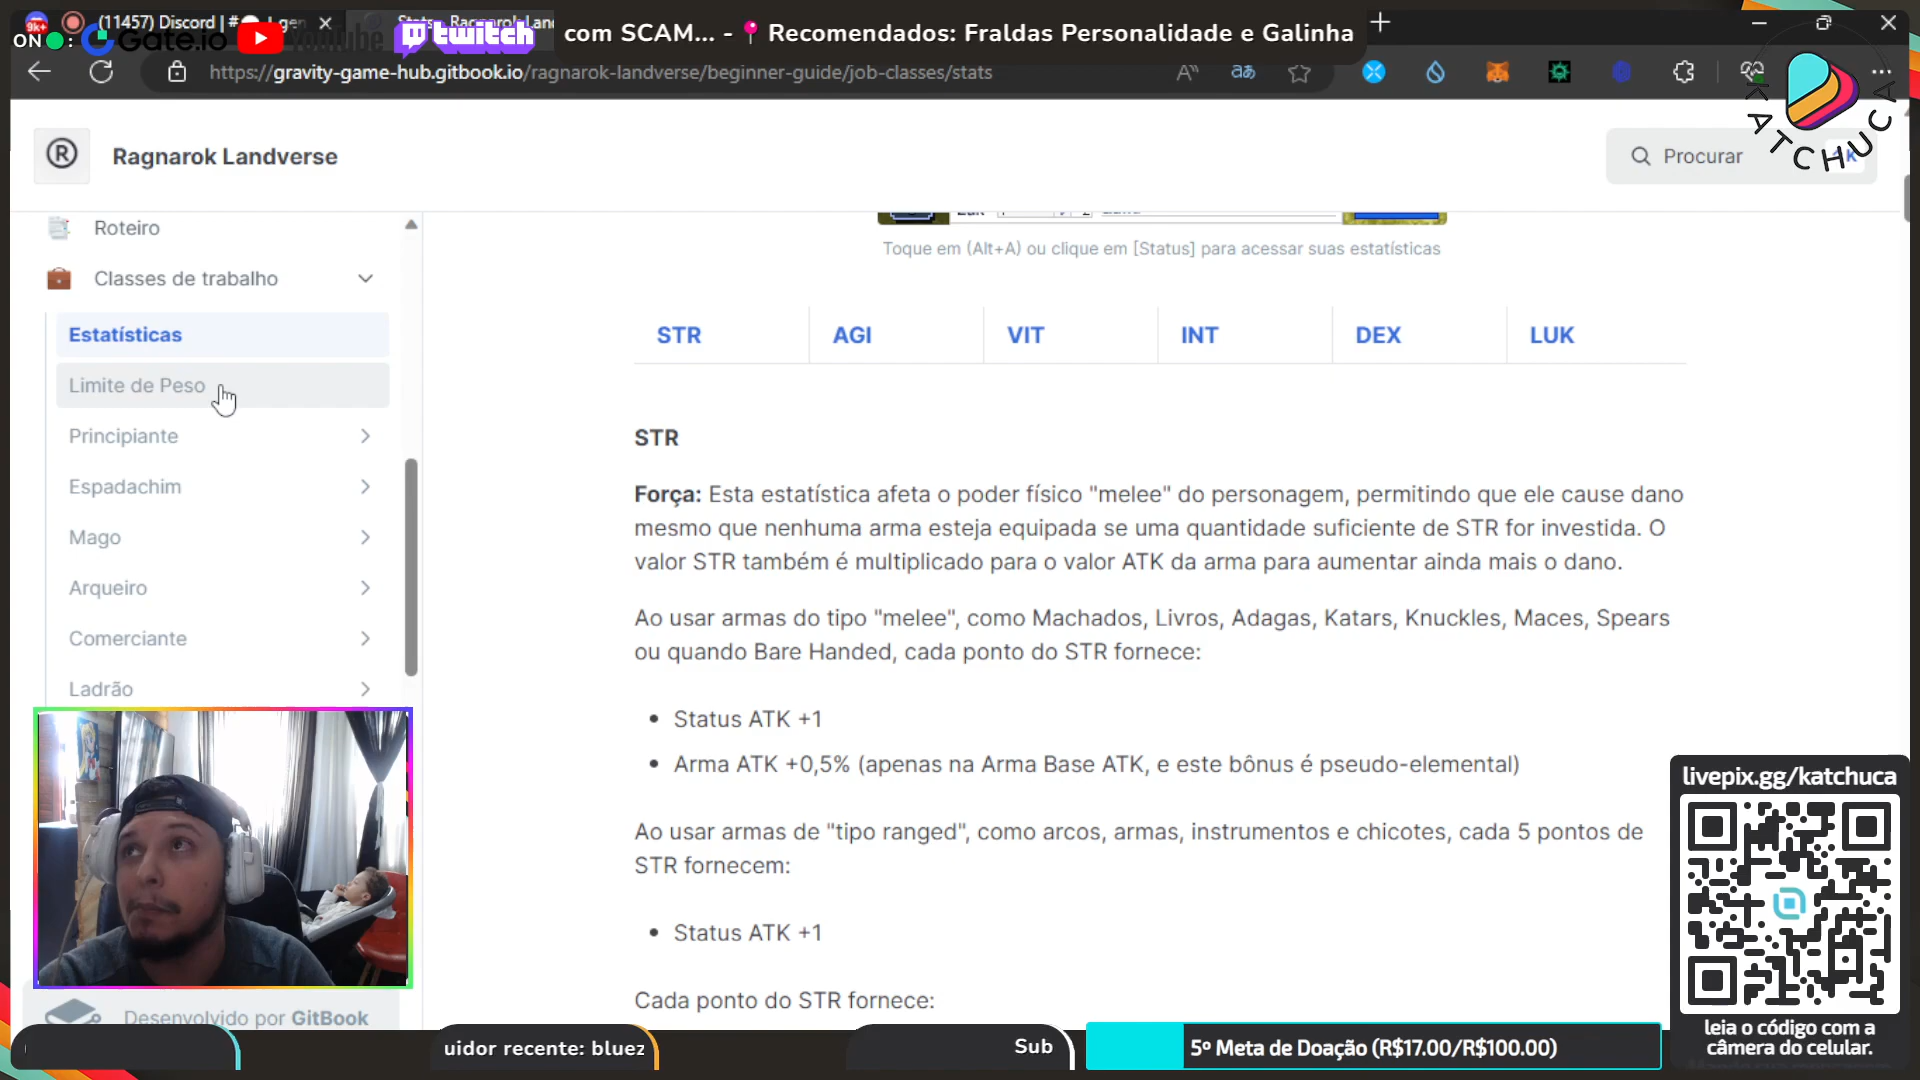 (11457) Discord | #
com SCAM... - 📍 Recomendados: Fraldas Personalidade e Galinha
ON
Gate.io
YouTube
twitch
https://gravity-game-hub.gitbook.io/ragnarok-landverse/beginner-guide/job-classes/stats
KATCHUCA
Ragnarok Landverse
Procurar
Roteiro
Classes de trabalho
Estatísticas
Limite de Peso
Principiante
Espadachim
Mago
Arqueiro
Comerciante
Ladrão
Desenvolvido por GitBook
Toque em (Alt+A) ou clique em [Status] para acessar suas estatísticas
STR AGI VIT INT DEX LUK
STR
Força: Esta estatística afeta o poder físico "melee" do personagem, permitindo que ele cause dano
mesmo que nenhuma arma esteja equipada se uma quantidade suficiente de STR for investida. O
valor STR também é multiplicado para o valor ATK da arma para aumentar ainda mais o dano.
Ao usar armas do tipo "melee", como Machados, Livros, Adagas, Katars, Knuckles, Maces, Spears
ou quando Bare Handed, cada ponto do STR fornece:
• Status ATK +1
• Arma ATK +0,5% (apenas na Arma Base ATK, e este bônus é pseudo-elemental)
Ao usar armas de "tipo ranged", como arcos, armas, instrumentos e chicotes, cada 5 pontos de
STR fornecem:
• Status ATK +1
Cada ponto do STR fornece:
livepix.gg/katchuca
leia o código com a
câmera do celular.
uidor recente: bluez
Sub
5º Meta de Doação (R$17.00/R$100.00)